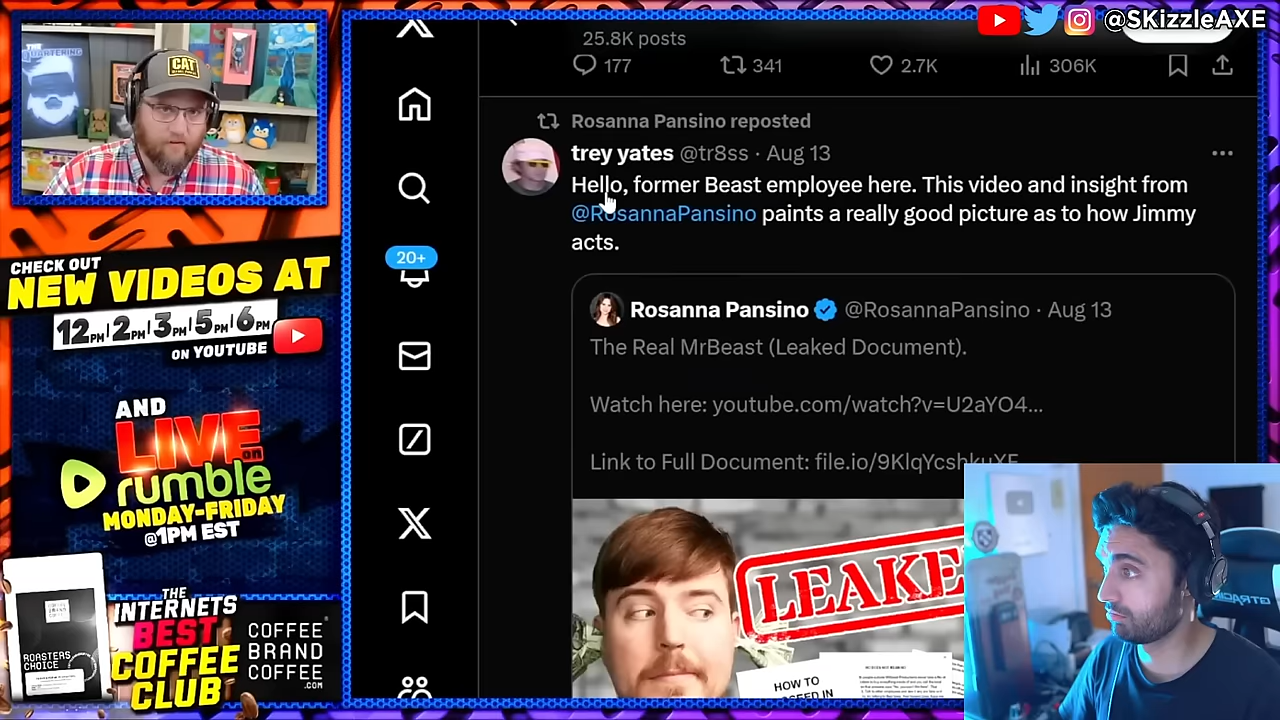 @SKizzleAXE
THE
QUARTERING
CAT
CHECK OUT
NEW VIDEOS AT
12PM|2PM|3PM|5PM|6PM
ON YOUTUBE
AND
LIVE
on
rumble
MONDAY-FRIDAY
@1PM EST
ROASTERS
CHOICE
THE
INTERNETS
BEST
COFFEE
CLUB
COFFEE
BRAND
COFFEE
.COM
25.8K posts
177 341 2.7K 306K
20+
Rosanna Pansino reposted
trey yates @tr8ss · Aug 13
Hello, former Beast employee here. This video and insight from
@RosannaPansino paints a really good picture as to how Jimmy
acts.
Rosanna Pansino @RosannaPansino · Aug 13
The Real MrBeast (Leaked Document).
Watch here: youtube.com/watch?v=U2aYO4...
Link to Full Document: file.io/9KlqYcshkuXF
LEAKE
HOW TO